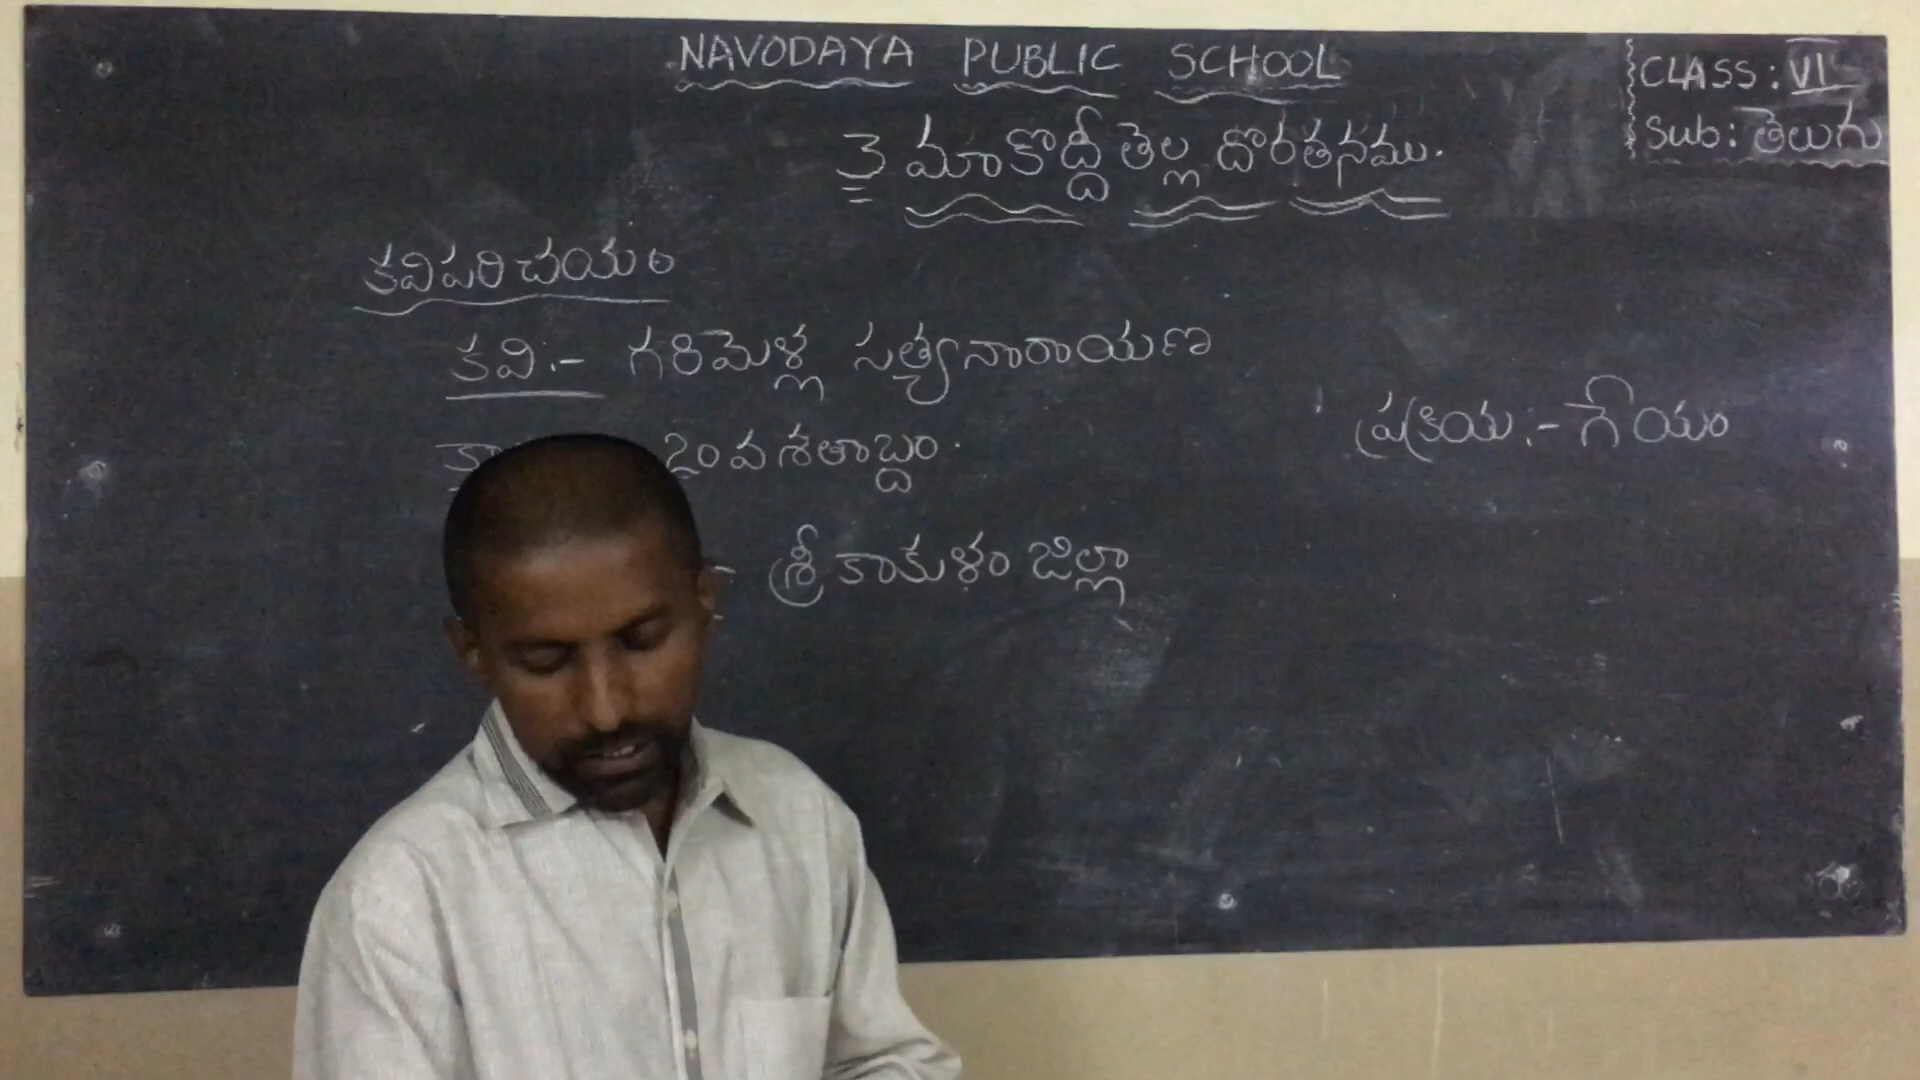 NAVODAYA PUBLIC SCHOOL
CLASS: VI
Sub: తెలుగు
3 మాకొద్దీ తెల్ల దొరతనము.
కవిపరిచయం
కవి:- గరిమెళ్ల సత్యనారాయణ
ప్రక్రియ:- గేయం
20వ శతాబ్దం.
- శ్రీకాకుళం జిల్లా